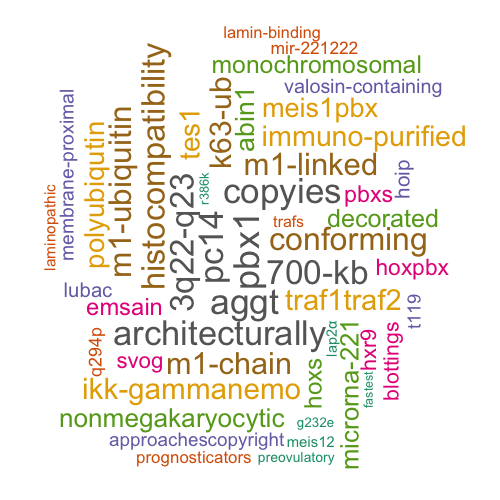 lamin-binding
mir-221222
monochromosomal
valosin-containing
histocompatibility
k63-ub
abin1
meis1pbx
membrane-proximal
tes1
immuno-purified
polyubiqutin
m1-ubiquitin
m1-linked
hoip
laminopathic
3q22-q23
r386k
copyies
pbxs
pc14
pbx1
trafs
decorated
conforming
700-kb
hoxpbx
lubac
emsain
aggt
traf1traf2
t119
architecturally
lap2α
q294p
svog
m1-chain
hoxs
microrna-221
hxr9
blottings
ikk-gammanemo
fastest
nonmegakaryocytic
g232e
approachescopyright
meis12
prognosticators
preovulatory